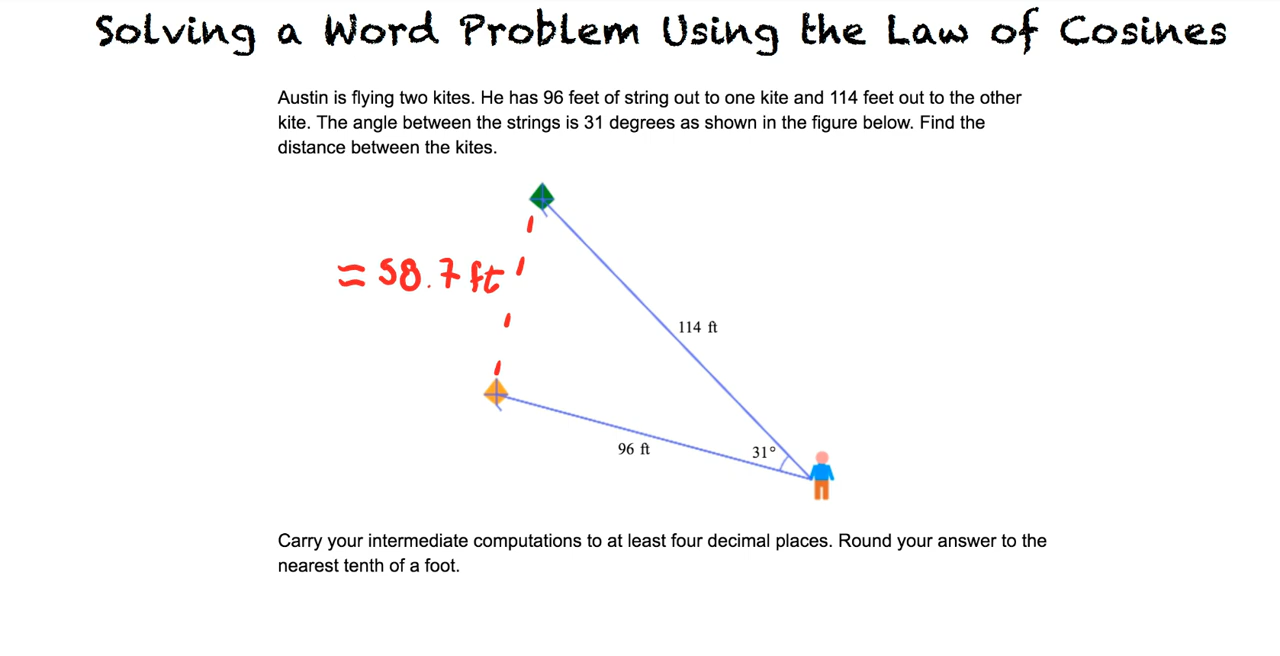 Solving a Word Problem Using the Law of Cosines
Austin is flying two kites. He has 96 feet of string out to one kite and 114 feet out to the other
kite. The angle between the strings is 31 degrees as shown in the figure below. Find the
distance between the kites.
≈ 58.7 ft
114 ft
96 ft
31°
Carry your intermediate computations to at least four decimal places. Round your answer to the
nearest tenth of a foot.